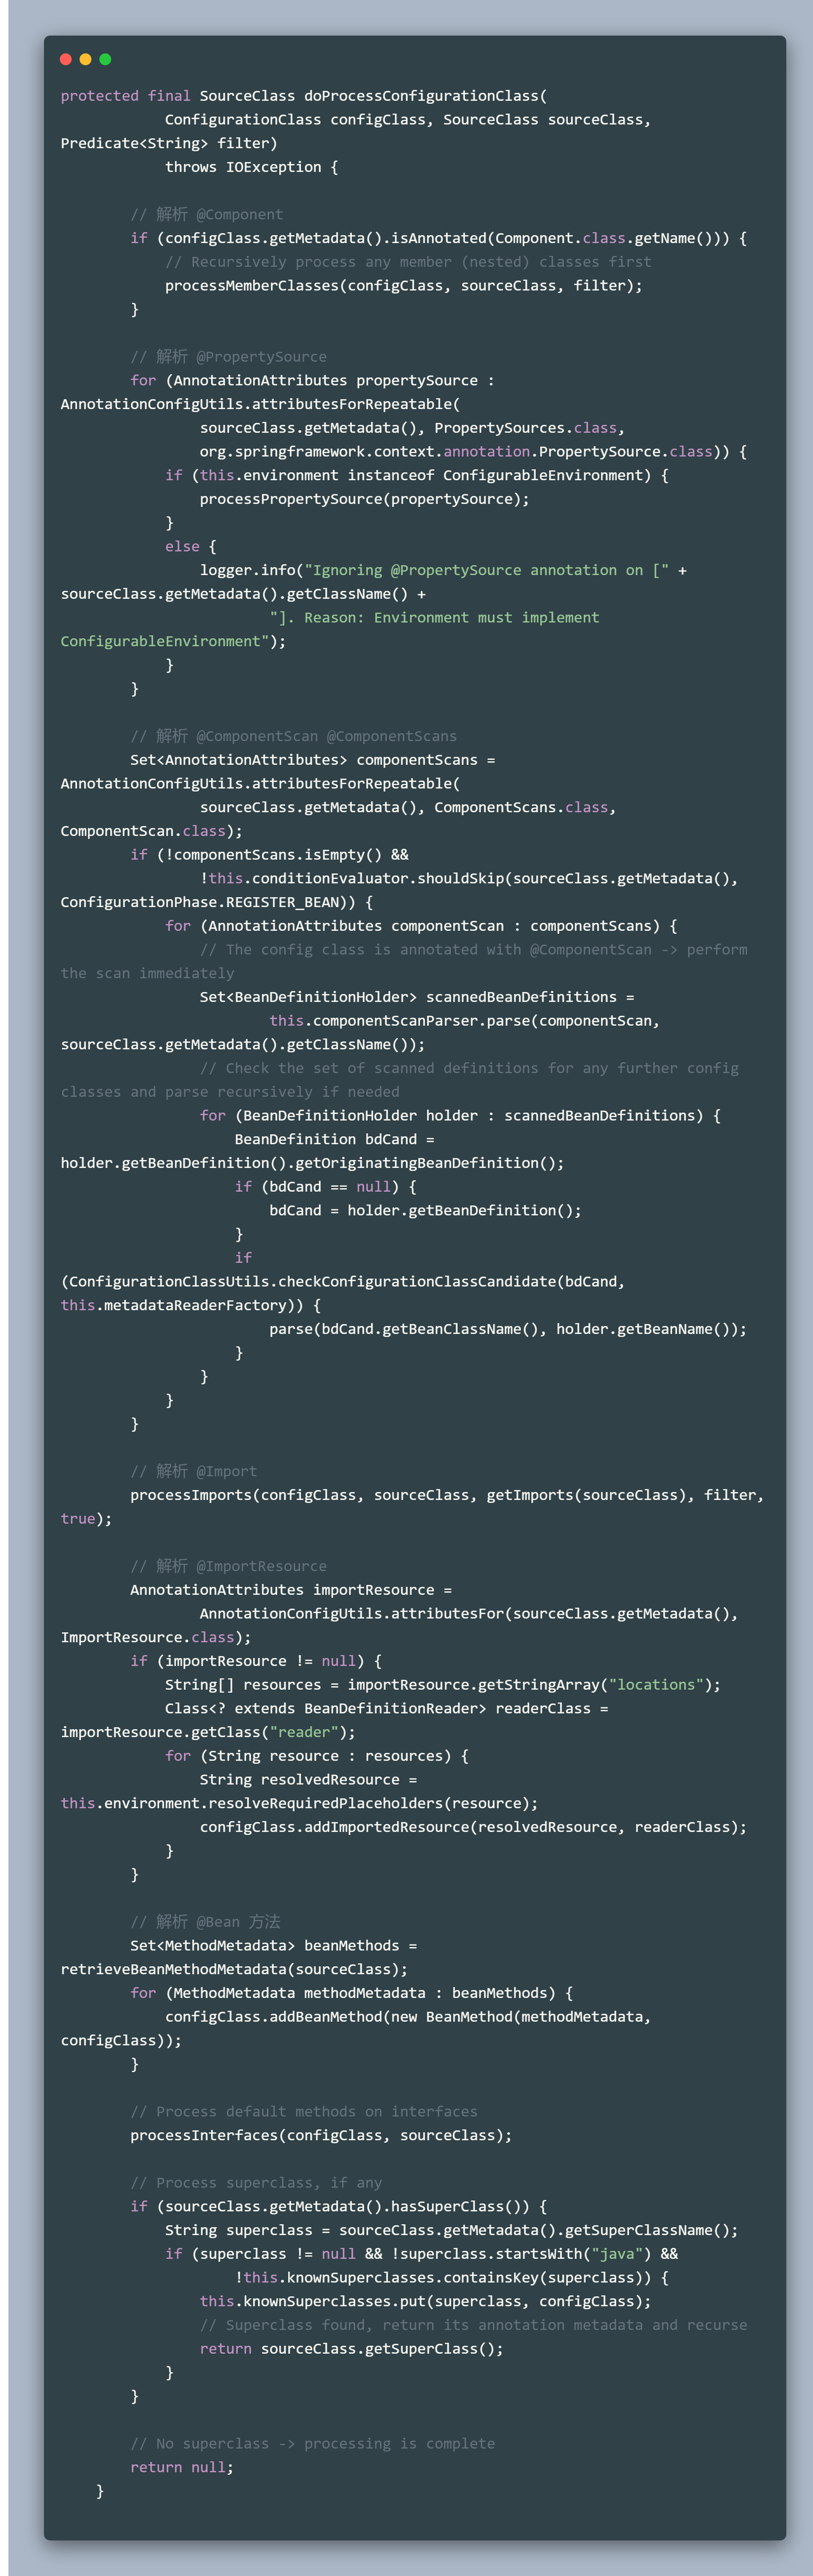 protected final SourceClass doProcessConfigurationClass(
            ConfigurationClass configClass, SourceClass sourceClass,
Predicate<String> filter)
            throws IOException {

        // 解析 @Component
        if (configClass.getMetadata().isAnnotated(Component.class.getName())) {
            // Recursively process any member (nested) classes first
            processMemberClasses(configClass, sourceClass, filter);
        }

        // 解析 @PropertySource
        for (AnnotationAttributes propertySource :
AnnotationConfigUtils.attributesForRepeatable(
                sourceClass.getMetadata(), PropertySources.class,
                org.springframework.context.annotation.PropertySource.class)) {
            if (this.environment instanceof ConfigurableEnvironment) {
                processPropertySource(propertySource);
            }
            else {
                logger.info("Ignoring @PropertySource annotation on [" +
sourceClass.getMetadata().getClassName() +
                        "]. Reason: Environment must implement
ConfigurableEnvironment");
            }
        }

        // 解析 @ComponentScan @ComponentScans
        Set<AnnotationAttributes> componentScans =
AnnotationConfigUtils.attributesForRepeatable(
                sourceClass.getMetadata(), ComponentScans.class,
ComponentScan.class);
        if (!componentScans.isEmpty() &&
                !this.conditionEvaluator.shouldSkip(sourceClass.getMetadata(),
ConfigurationPhase.REGISTER_BEAN)) {
            for (AnnotationAttributes componentScan : componentScans) {
                // The config class is annotated with @ComponentScan -> perform
the scan immediately
                Set<BeanDefinitionHolder> scannedBeanDefinitions =
                        this.componentScanParser.parse(componentScan,
sourceClass.getMetadata().getClassName());
                // Check the set of scanned definitions for any further config
classes and parse recursively if needed
                for (BeanDefinitionHolder holder : scannedBeanDefinitions) {
                    BeanDefinition bdCand =
holder.getBeanDefinition().getOriginatingBeanDefinition();
                    if (bdCand == null) {
                        bdCand = holder.getBeanDefinition();
                    }
                    if
(ConfigurationClassUtils.checkConfigurationClassCandidate(bdCand,
this.metadataReaderFactory)) {
                        parse(bdCand.getBeanClassName(), holder.getBeanName());
                    }
                }
            }
        }

        // 解析 @Import
        processImports(configClass, sourceClass, getImports(sourceClass), filter,
true);

        // 解析 @ImportResource
        AnnotationAttributes importResource =
                AnnotationConfigUtils.attributesFor(sourceClass.getMetadata(),
ImportResource.class);
        if (importResource != null) {
            String[] resources = importResource.getStringArray("locations");
            Class<? extends BeanDefinitionReader> readerClass =
importResource.getClass("reader");
            for (String resource : resources) {
                String resolvedResource =
this.environment.resolveRequiredPlaceholders(resource);
                configClass.addImportedResource(resolvedResource, readerClass);
            }
        }

        // 解析 @Bean 方法
        Set<MethodMetadata> beanMethods =
retrieveBeanMethodMetadata(sourceClass);
        for (MethodMetadata methodMetadata : beanMethods) {
            configClass.addBeanMethod(new BeanMethod(methodMetadata,
configClass));
        }

        // Process default methods on interfaces
        processInterfaces(configClass, sourceClass);

        // Process superclass, if any
        if (sourceClass.getMetadata().hasSuperClass()) {
            String superclass = sourceClass.getMetadata().getSuperClassName();
            if (superclass != null && !superclass.startsWith("java") &&
                    !this.knownSuperclasses.containsKey(superclass)) {
                this.knownSuperclasses.put(superclass, configClass);
                // Superclass found, return its annotation metadata and recurse
                return sourceClass.getSuperClass();
            }
        }

        // No superclass -> processing is complete
        return null;
    }